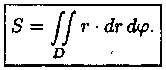 S = ∬_D r · dr dφ.